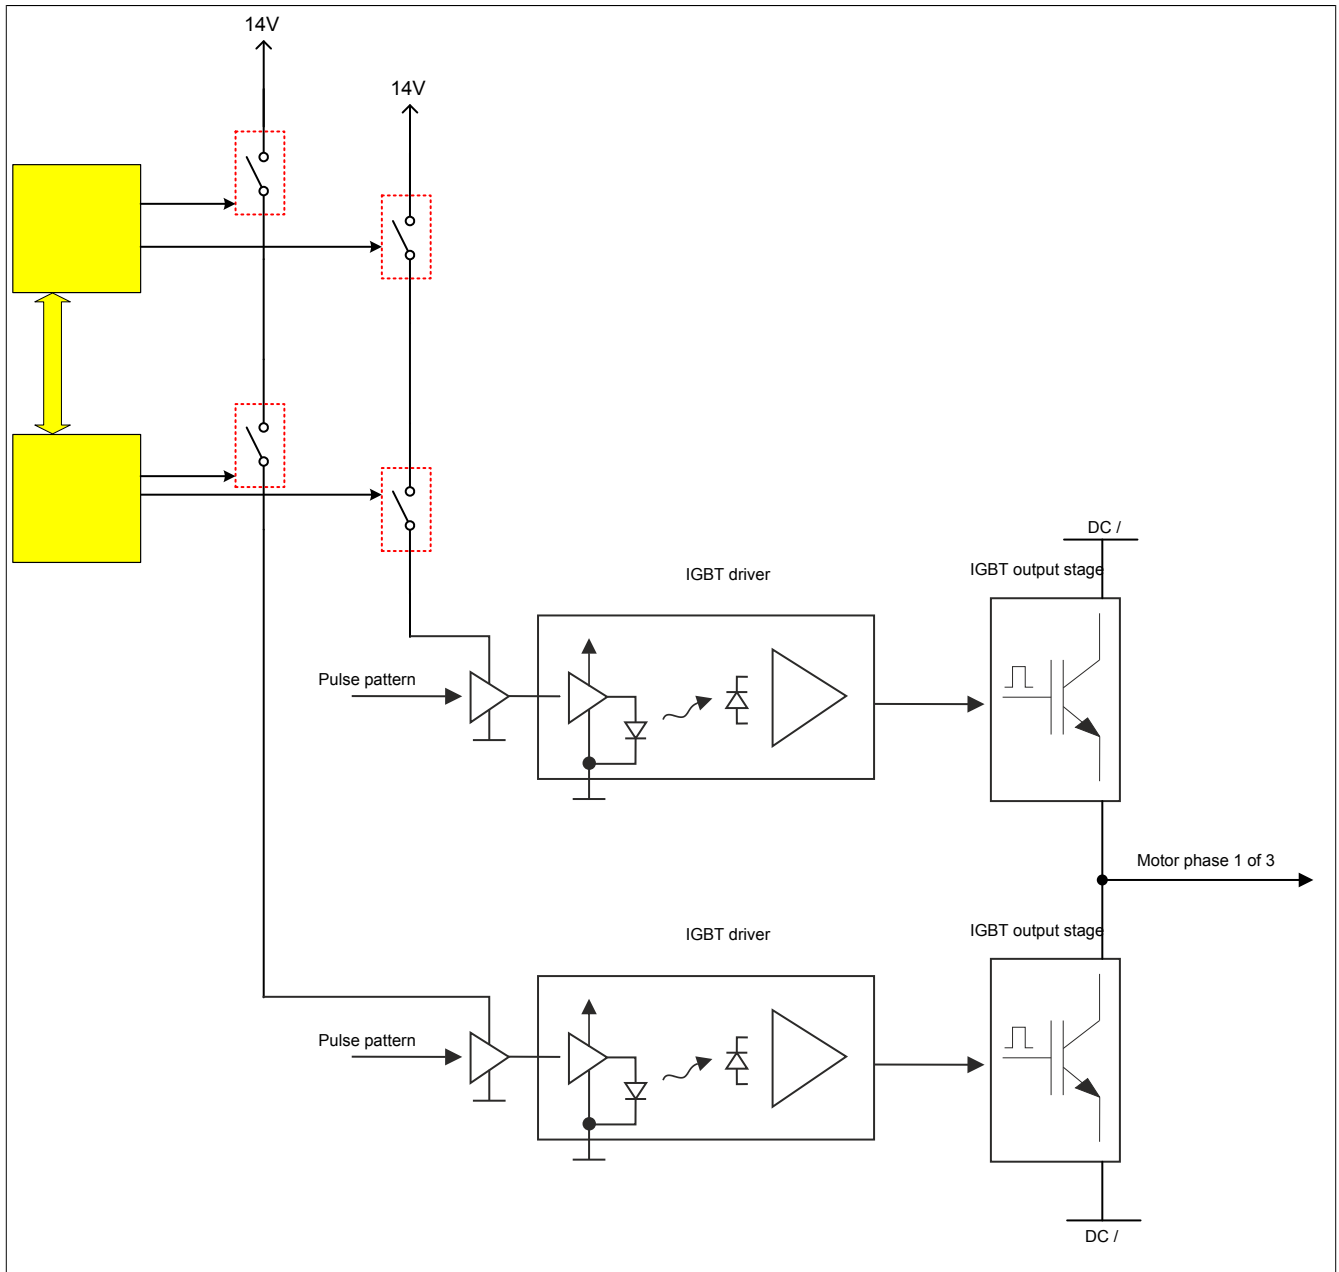 14V
14V
DC /
IGBT driver
IGBT output stage
Pulse pattern
Motor phase 1 of 3
IGBT driver
IGBT output stage
Pulse pattern
DC /